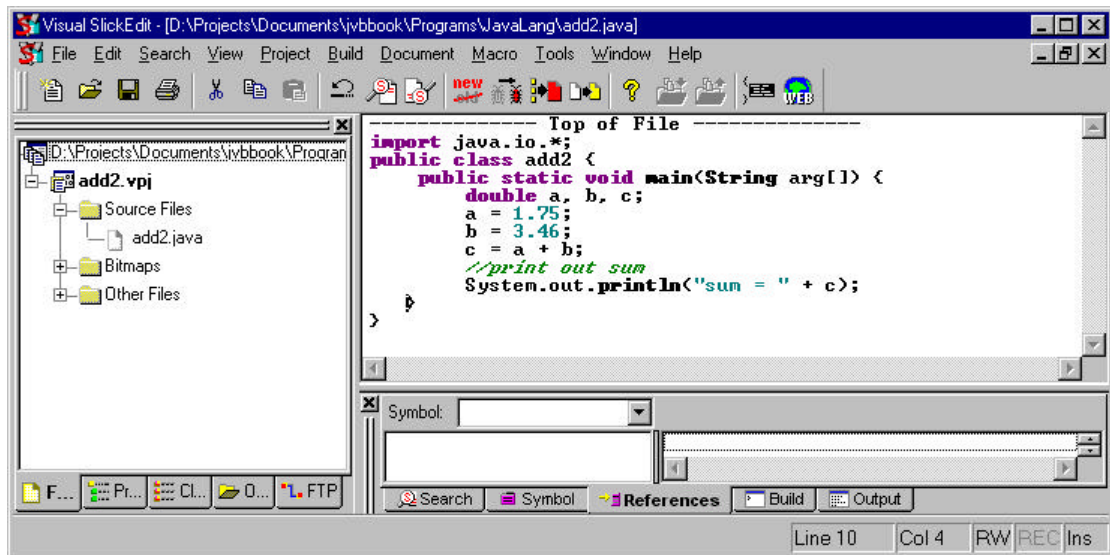 Visual SlickEdit - [D:\Projects\Documents\jvbbook\Programs\JavaLang\add2.java]
File Edit Search View Project Build Document Macro Tools Window Help
new
old
WEB
D:\Projects\Documents\jvbbook\Program
add2.vpj
Source Files
add2.java
Bitmaps
Other Files
F... Pr... Cl... O... FTP
--------------- Top of File ---------------
import java.io.*;
public class add2 {
    public static void main(String arg[]) {
        double a, b, c;
        a = 1.75;
        b = 3.46;
        c = a + b;
        //print out sum
        System.out.println("sum = " + c);
    }
}
Symbol:
Search Symbol References Build Output
Line 10 Col 4 RW REC Ins